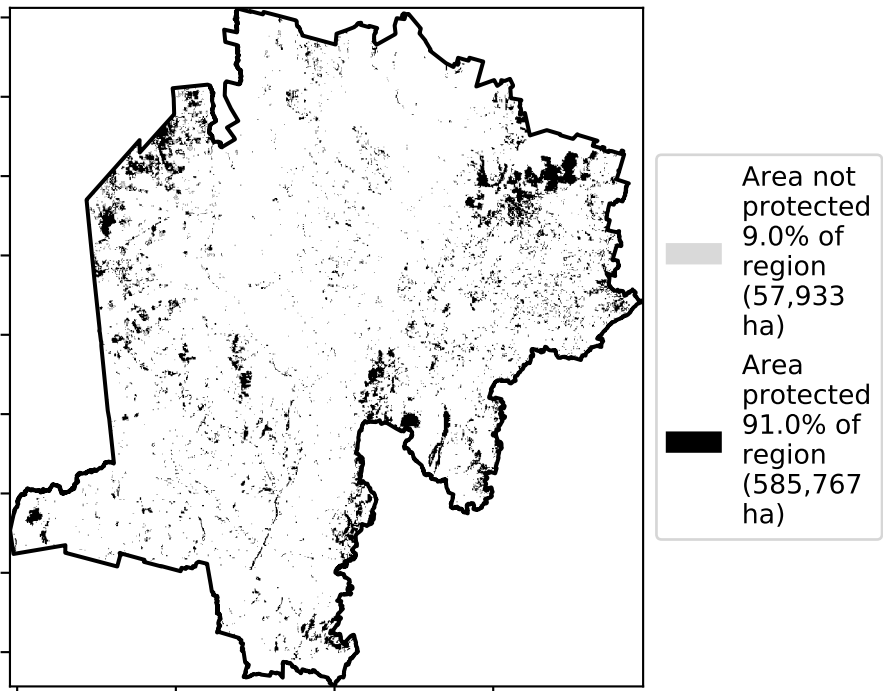 Area not
protected
9.0% of
region
(57,933
ha)
Area
protected
91.0% of
region
(585,767
ha)